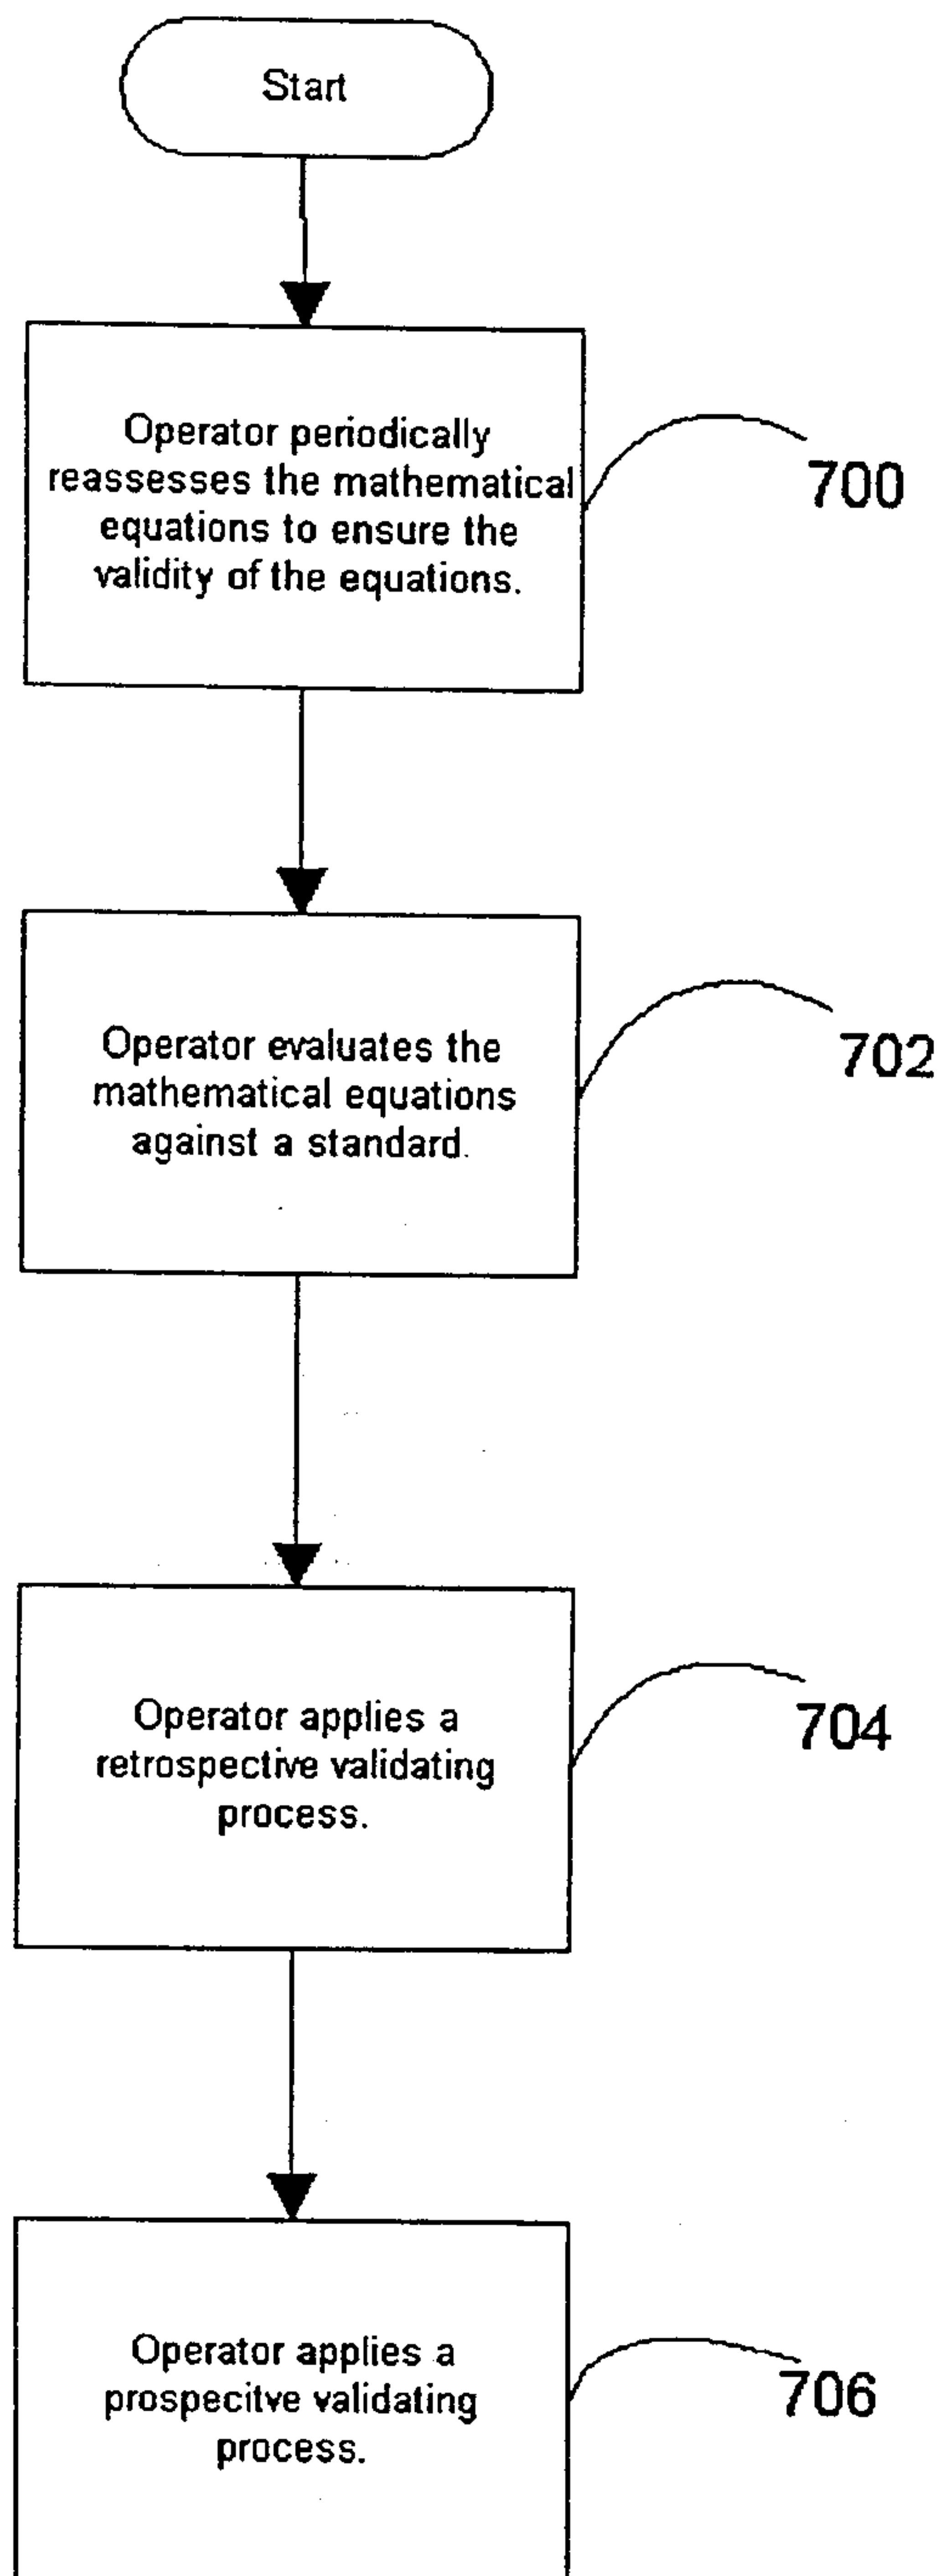 Start
Operator periodically
reassesses the mathematical
equations to ensure the
validity of the equations.
700
Operator evaluates the
mathematical equations
against a standard.
702
Operator applies a
retrospective validating
process.
704
Operator applies a
prospecitve validating
process.
706